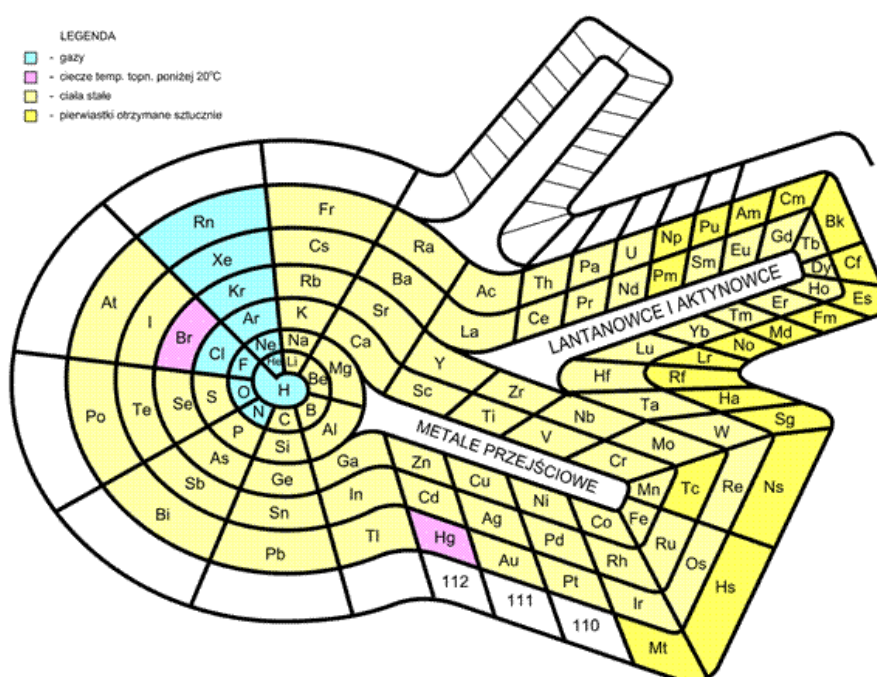 LEGENDA
- gazy
- ciecze temp. topn. poniżej 20°C
- ciała stałe
- pierwiastki otrzymane sztucznie
Rn Fr
Xe Cs Ra
Kr Rb Ba
At I Br Cl Ar K Sr Ca
F Ne He Li Na Mg
O H Be
N C B Al
Po Te Se S P Si
Bi Sb As Ge Ga
Pb Sn In Tl
Ac Th Pa U Np Pu Am Cm Bk
La Ce Pr Nd Pm Sm Eu Gd Tb Cf
Dy Ho Es
LANTANOWCE I AKTYNOWCE
Lu Yb Tm Er Fm
Hf Lr No Md
Rf Ha Sg
Y Zr Nb Ta W
Sc Ti V Mo Cr
METALE PRZEJŚCIOWE
Mn Tc Re Ns
Zn Cu Ni Co Fe
Cd Ag Pd Rh Ru Os Hs
Hg Au Pt Ir Mt
112 111 110